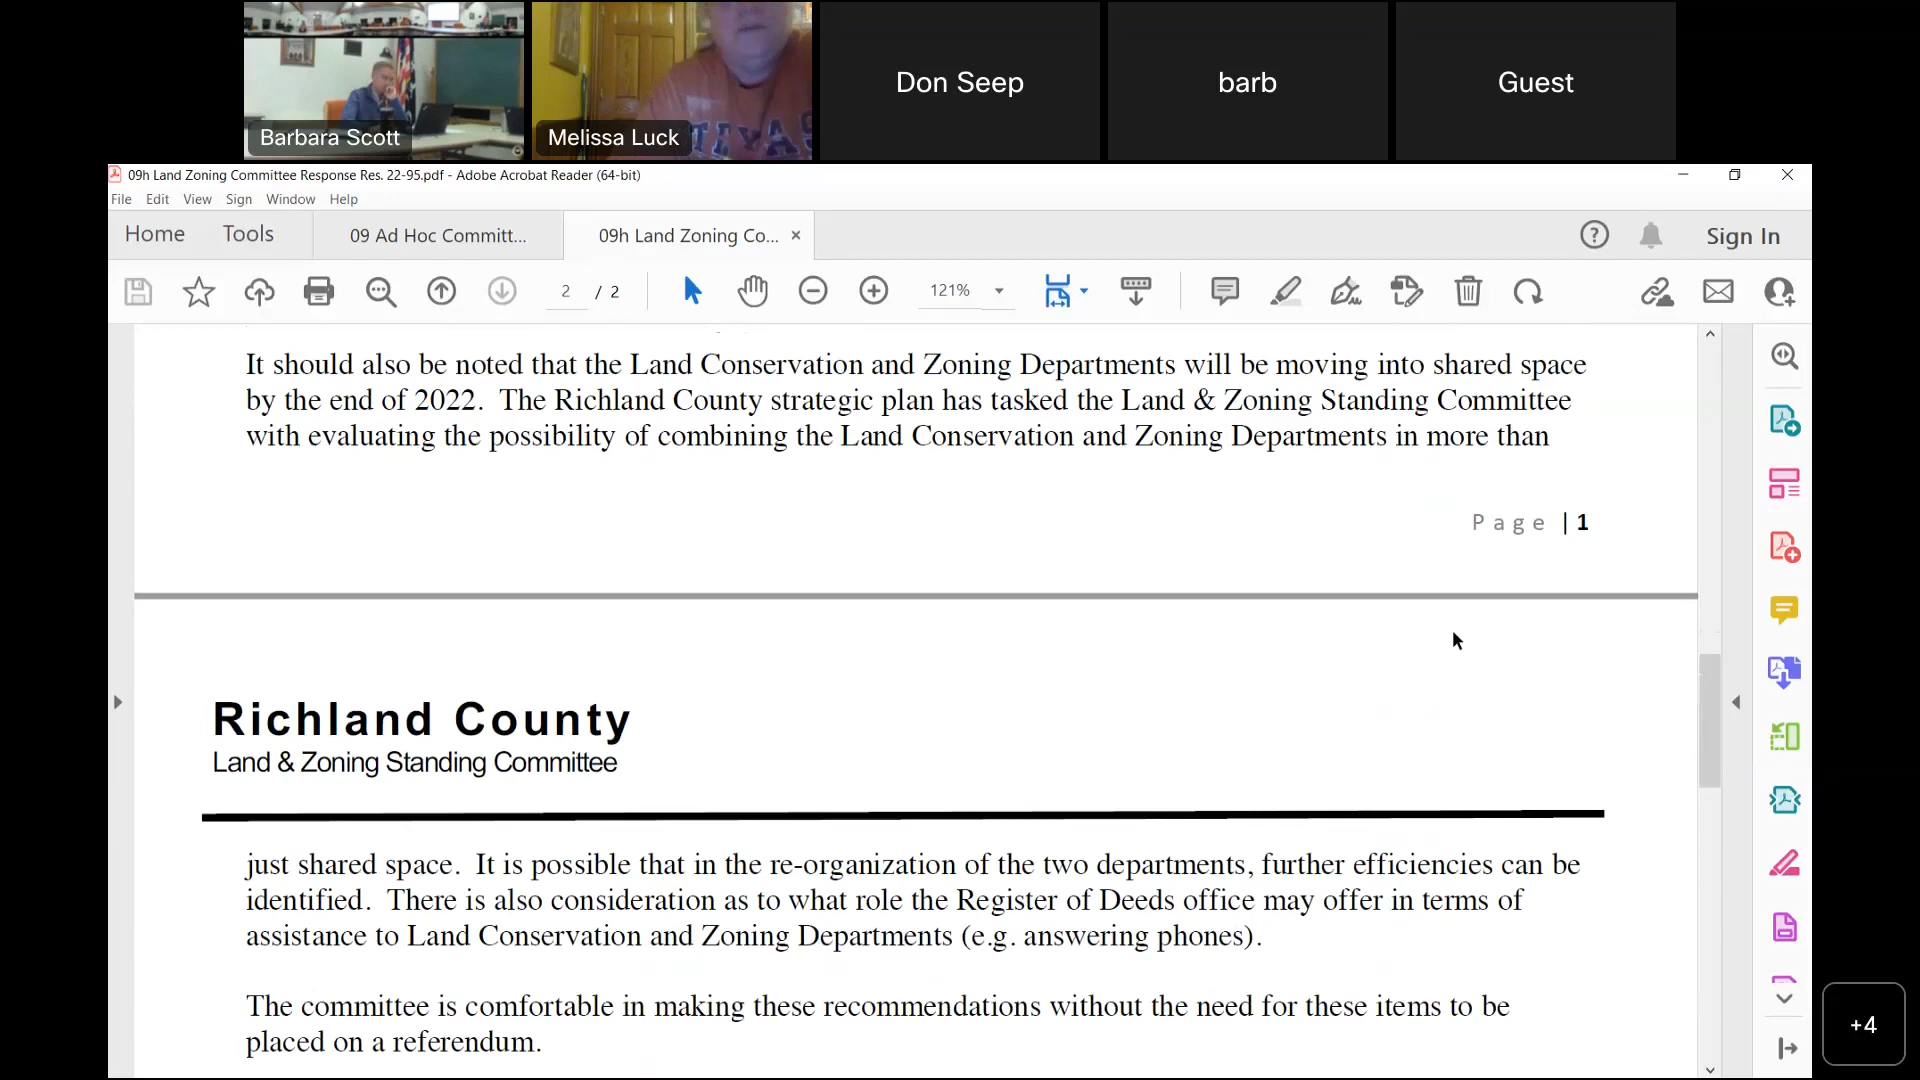 Don Seep
barb
Guest
Barbara Scott
Melissa Luck
TEXAS
09h Land Zoning Committee Response Res. 22-95.pdf - Adobe Acrobat Reader (64-bit)
File Edit View Sign Window Help
Home Tools 09 Ad Hoc Committ... 09h Land Zoning Co... × Sign In
2 / 2 121%
It should also be noted that the Land Conservation and Zoning Departments will be moving into shared space
by the end of 2022. The Richland County strategic plan has tasked the Land & Zoning Standing Committee
with evaluating the possibility of combining the Land Conservation and Zoning Departments in more than
Page | 1
Richland County
Land & Zoning Standing Committee
just shared space. It is possible that in the re-organization of the two departments, further efficiencies can be
identified. There is also consideration as to what role the Register of Deeds office may offer in terms of
assistance to Land Conservation and Zoning Departments (e.g. answering phones).
The committee is comfortable in making these recommendations without the need for these items to be
placed on a referendum.
+4